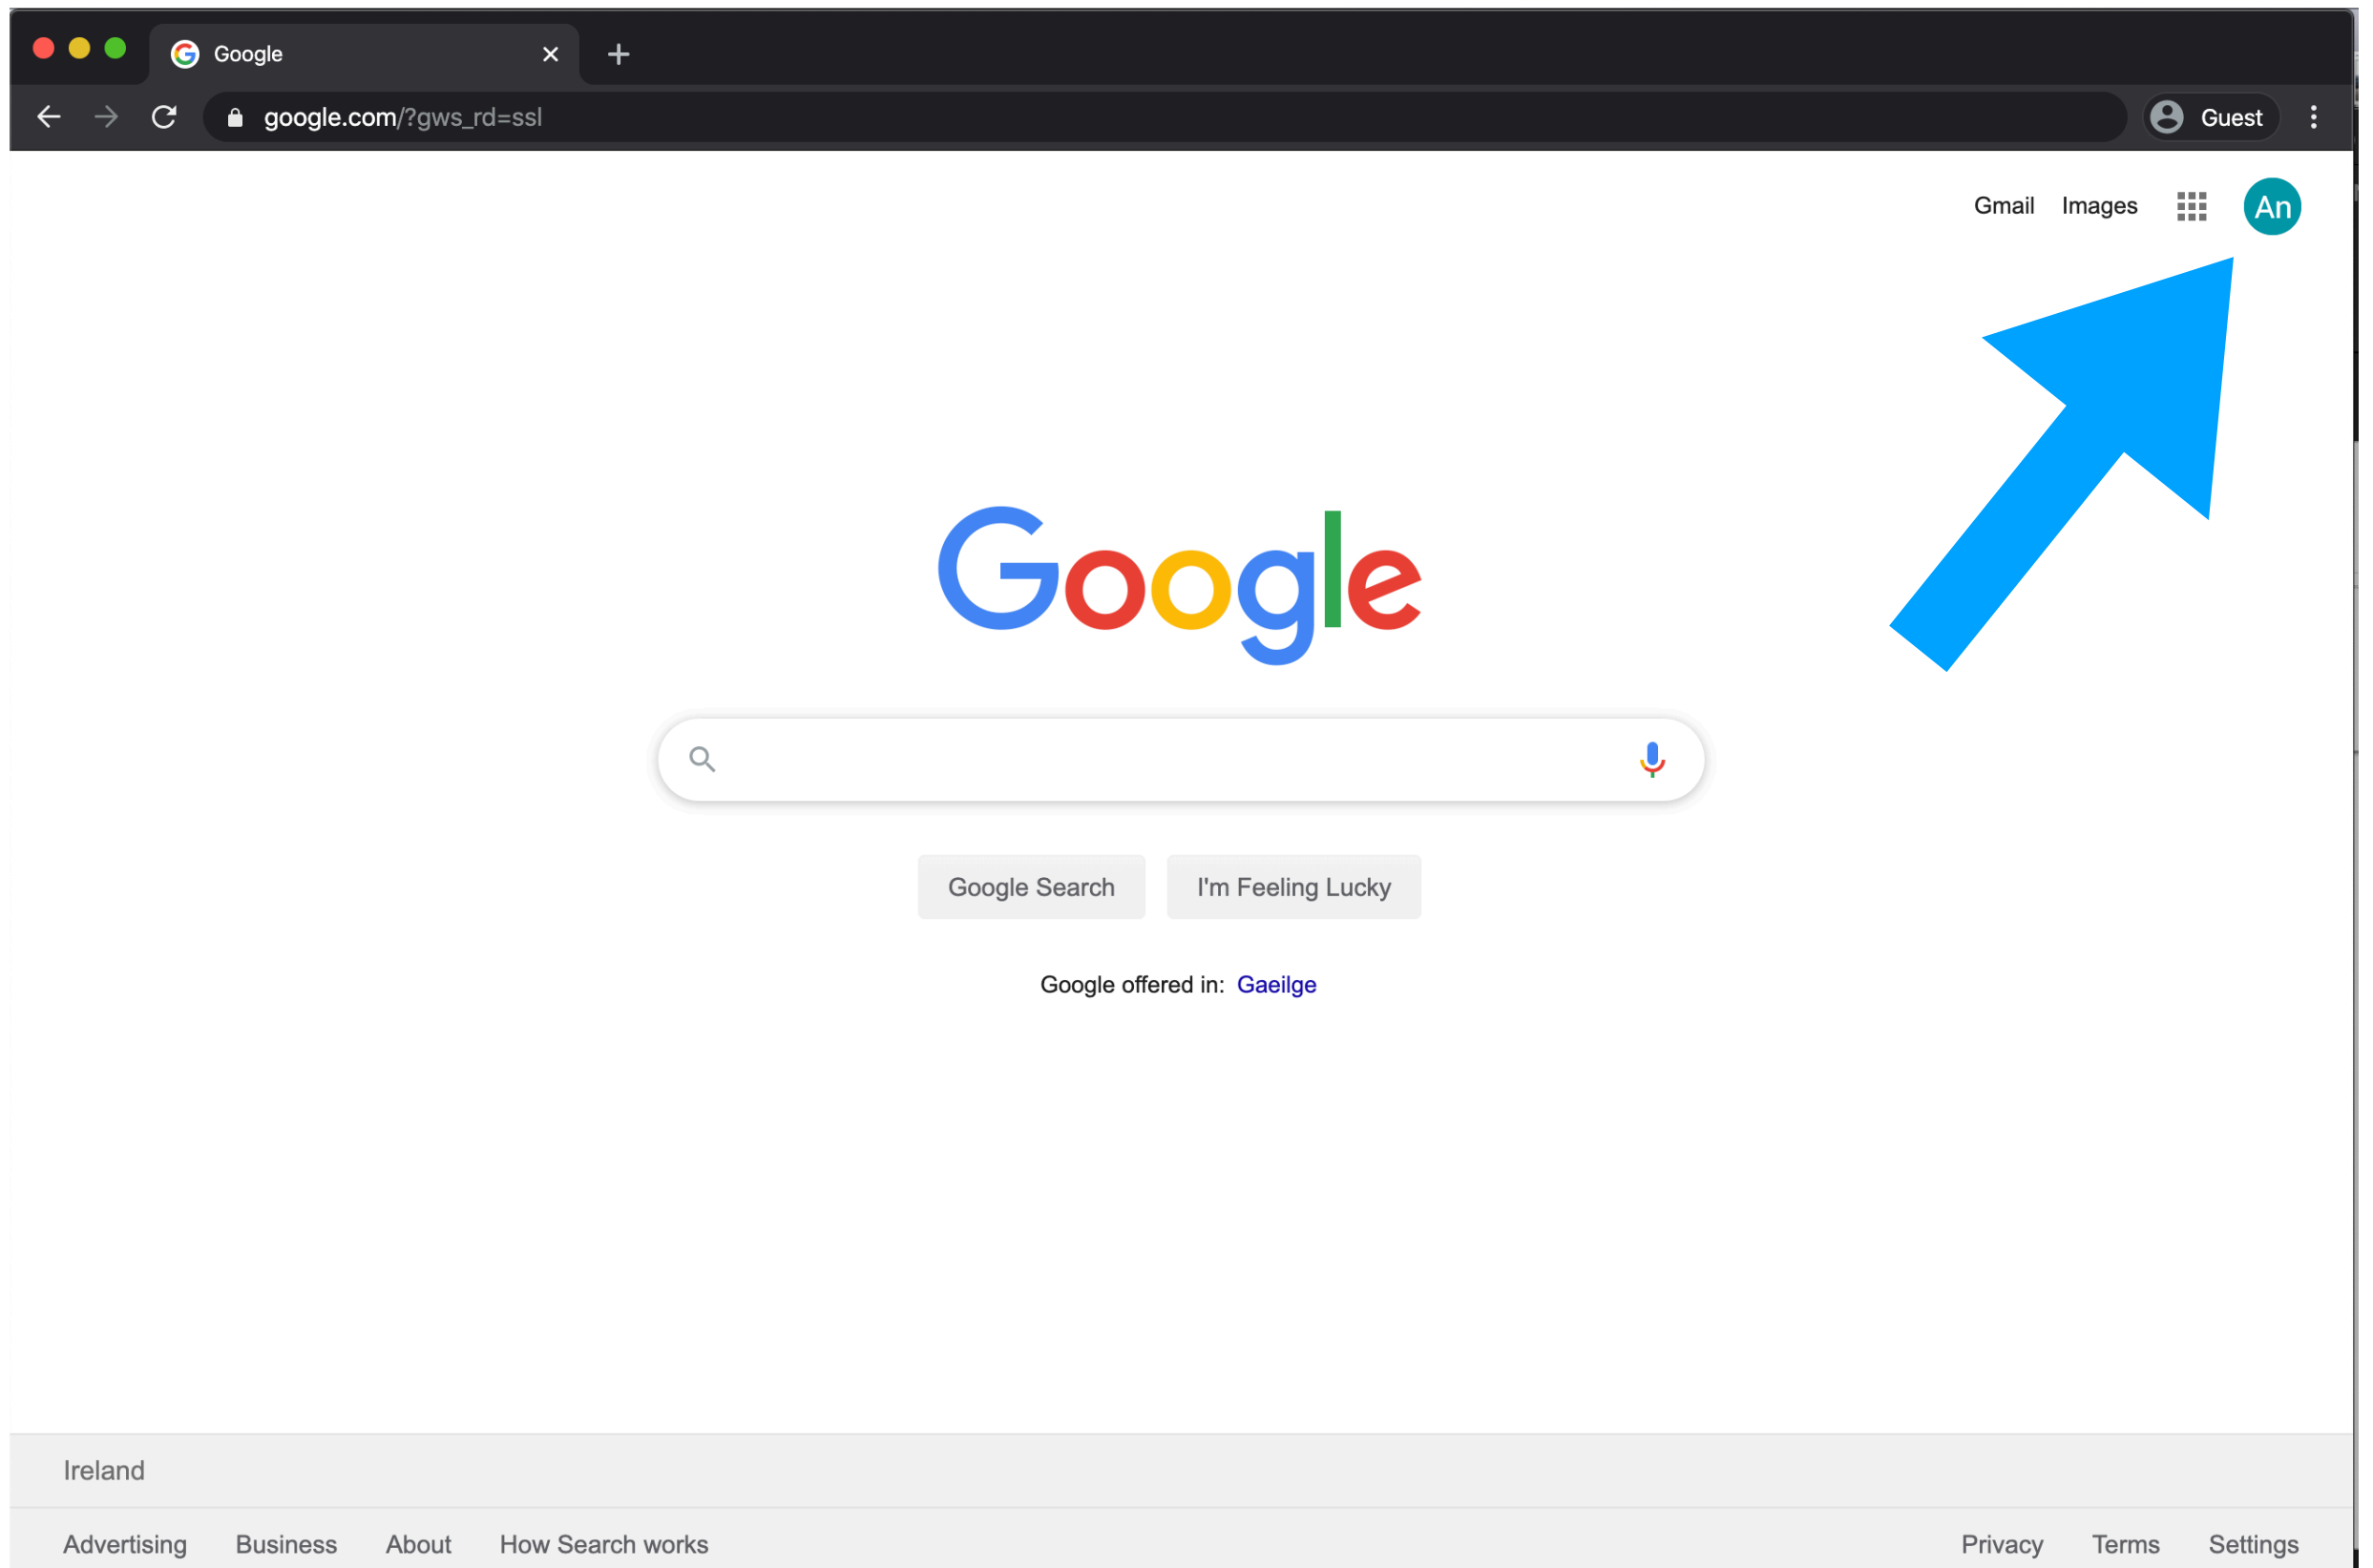 Google
google.com/?gws_rd=ssl
Guest
Gmail Images An
Google
Google Search I'm Feeling Lucky
Google offered in: Gaeilge
Ireland
Advertising Business About How Search works Privacy Terms Settings